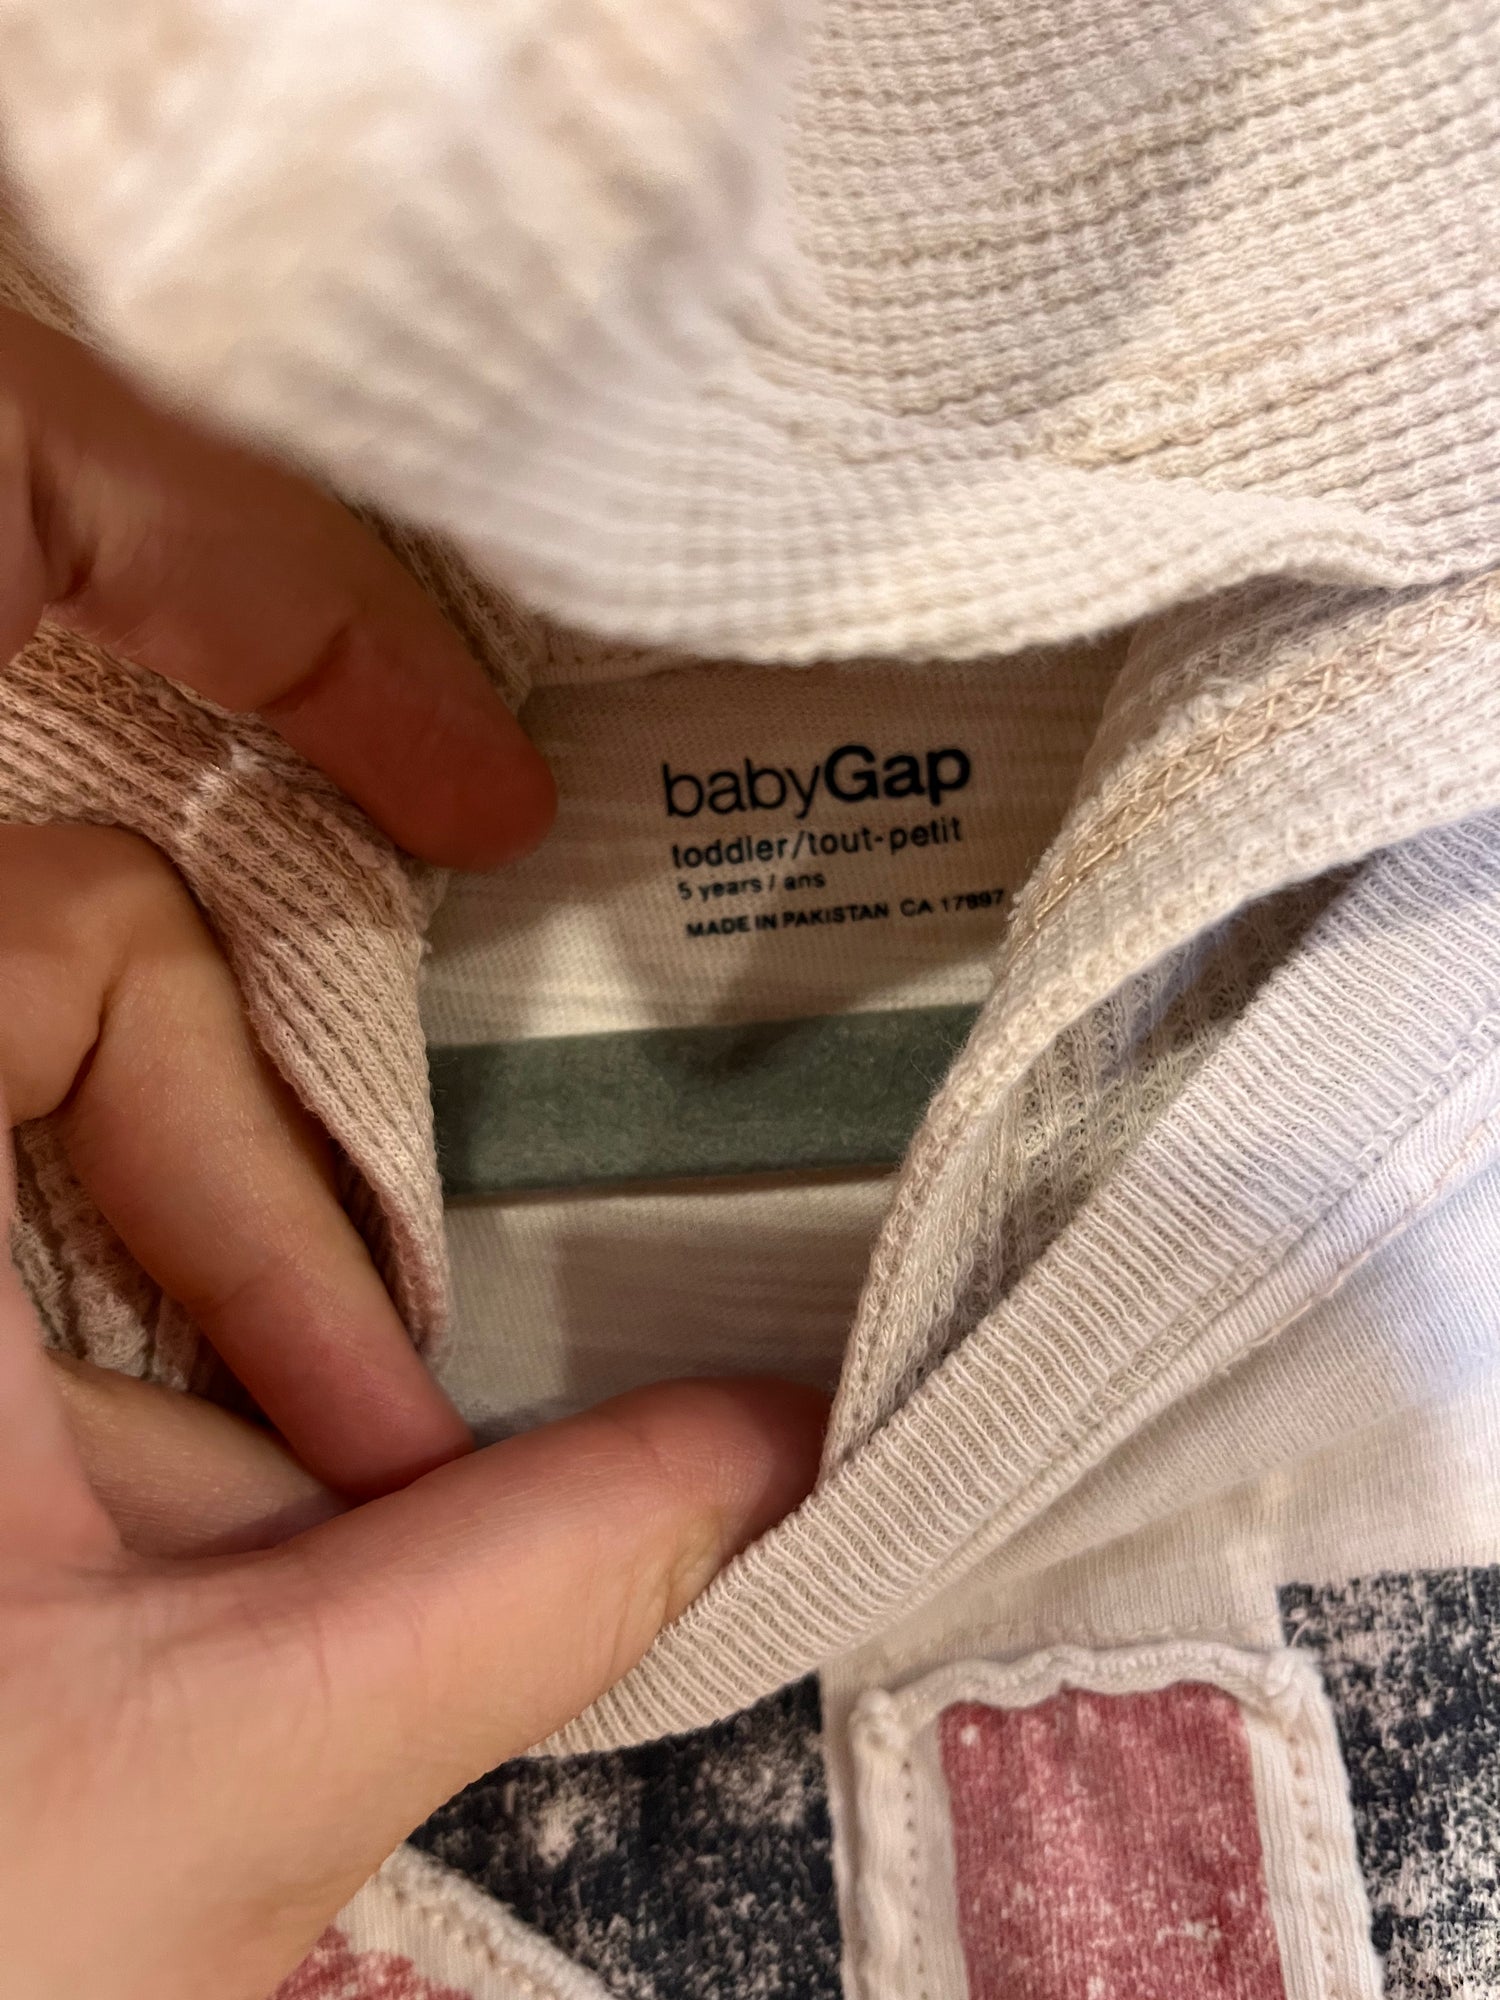 babyGap
toddler/tout-petit
5 years / ans
MADE IN PAKISTAN CA 17897